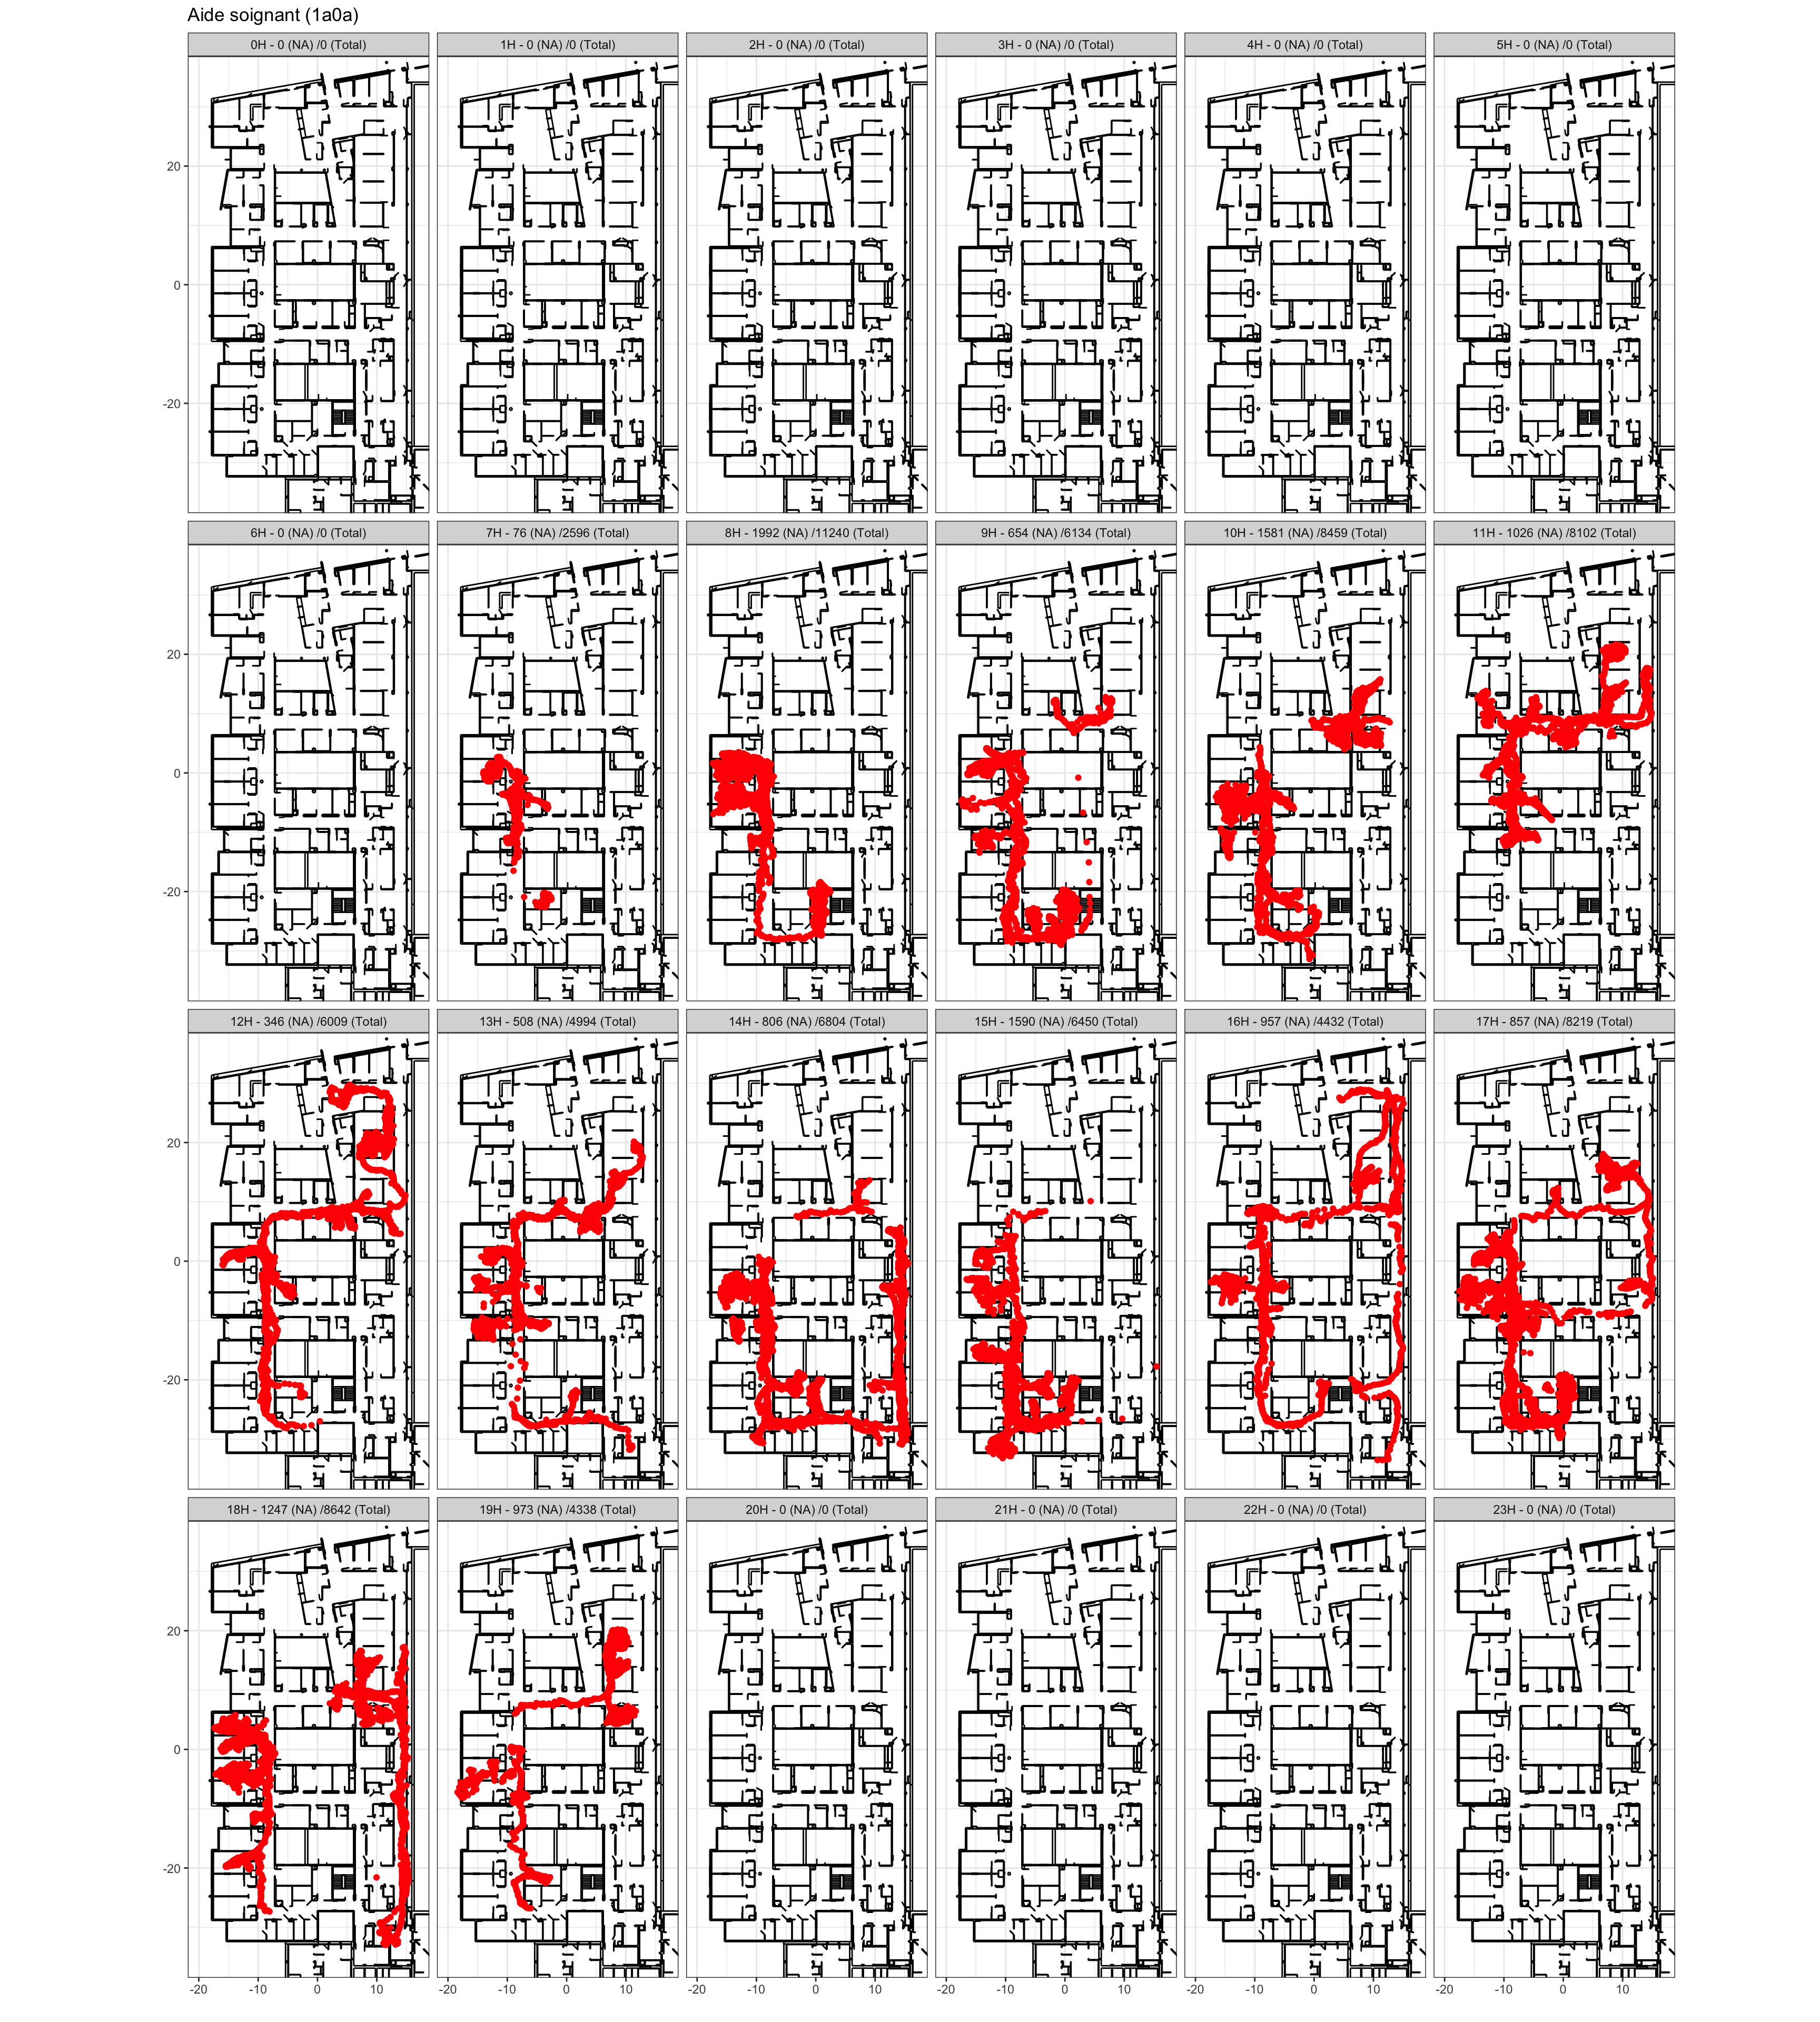 Aide soignant (1a0a)
0H - 0 (NA) /0 (Total) 1H - 0 (NA) /0 (Total) 2H - 0 (NA) /0 (Total) 3H - 0 (NA) /0 (Total) 4H - 0 (NA) /0 (Total) 5H - 0 (NA) /0 (Total)
20
0
-20
6H - 0 (NA) /0 (Total) 7H - 76 (NA) /2596 (Total) 8H - 1992 (NA) /11240 (Total) 9H - 654 (NA) /6134 (Total) 10H - 1581 (NA) /8459 (Total) 11H - 1026 (NA) /8102 (Total)
20
0
-20
12H - 346 (NA) /6009 (Total) 13H - 508 (NA) /4994 (Total) 14H - 806 (NA) /6804 (Total) 15H - 1590 (NA) /6450 (Total) 16H - 957 (NA) /4432 (Total) 17H - 857 (NA) /8219 (Total)
20
0
-20
18H - 1247 (NA) /8642 (Total) 19H - 973 (NA) /4338 (Total) 20H - 0 (NA) /0 (Total) 21H - 0 (NA) /0 (Total) 22H - 0 (NA) /0 (Total) 23H - 0 (NA) /0 (Total)
20
0
-20
-20 -10 0 10 -20 -10 0 10 -20 -10 0 10 -20 -10 0 10 -20 -10 0 10 -20 -10 0 10